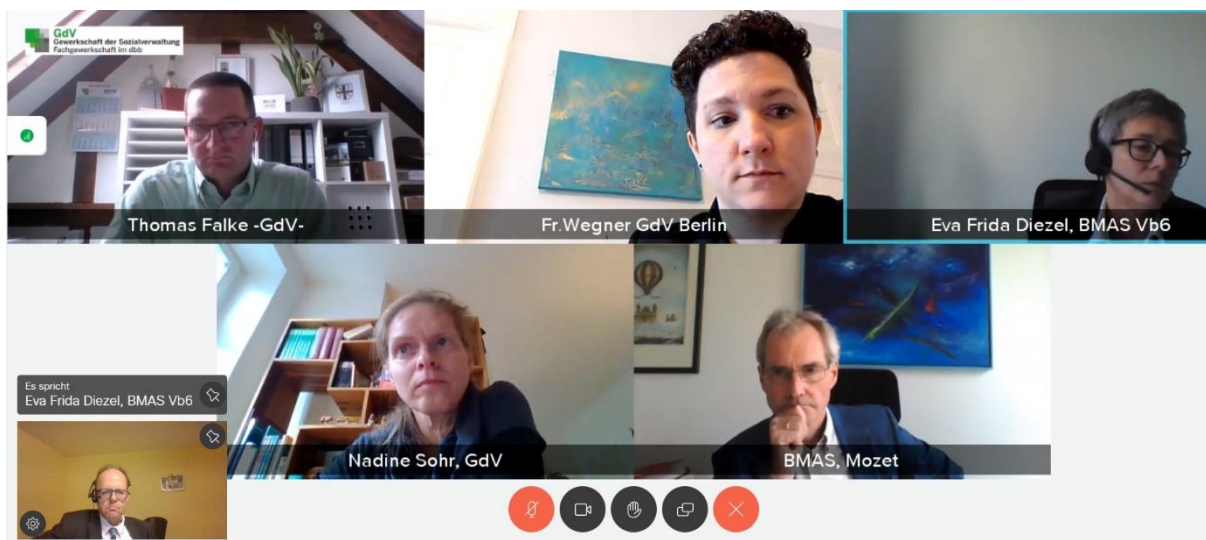 GdV
Gewerkschaft der Sozialverwaltung
Fachgewerkschaft im dbb
Thomas Falke -GdV-
Fr.Wegner GdV Berlin
Eva Frida Diezel, BMAS Vb6
Es spricht
Eva Frida Diezel, BMAS Vb6
Nadine Sohr, GdV
BMAS, Mozet